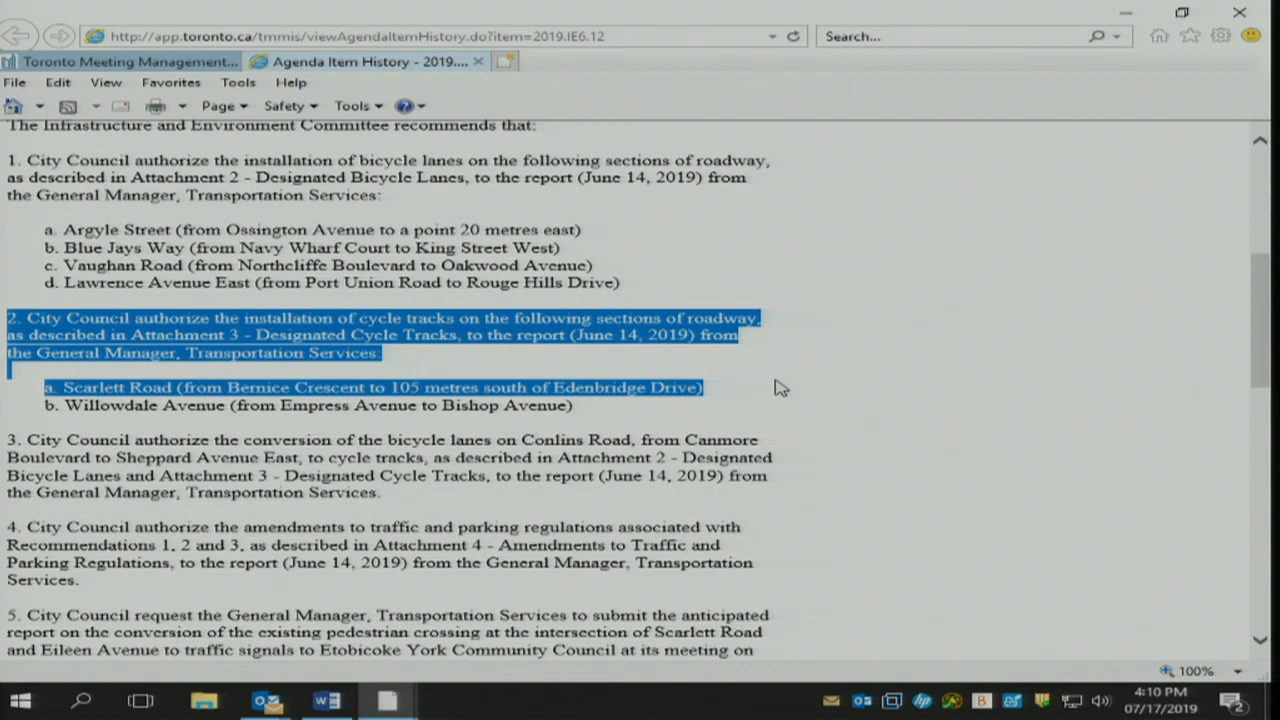 http://app.toronto.ca/tmmis/viewAgendaItemHistory.do?item=2019.IE6.12
Search...
Toronto Meeting Management...
Agenda Item History - 2019....
File Edit View Favorites Tools Help
Page Safety Tools
The Infrastructure and Environment Committee recommends that:
1. City Council authorize the installation of bicycle lanes on the following sections of roadway,
as described in Attachment 2 - Designated Bicycle Lanes, to the report (June 14, 2019) from
the General Manager, Transportation Services:
a. Argyle Street (from Ossington Avenue to a point 20 metres east)
b. Blue Jays Way (from Navy Wharf Court to King Street West)
c. Vaughan Road (from Northcliffe Boulevard to Oakwood Avenue)
d. Lawrence Avenue East (from Port Union Road to Rouge Hills Drive)
2. City Council authorize the installation of cycle tracks on the following sections of roadway,
as described in Attachment 3 - Designated Cycle Tracks, to the report (June 14, 2019) from
the General Manager, Transportation Services:
a. Scarlett Road (from Bernice Crescent to 105 metres south of Edenbridge Drive)
b. Willowdale Avenue (from Empress Avenue to Bishop Avenue)
3. City Council authorize the conversion of the bicycle lanes on Conlins Road, from Canmore
Boulevard to Sheppard Avenue East, to cycle tracks, as described in Attachment 2 - Designated
Bicycle Lanes and Attachment 3 - Designated Cycle Tracks, to the report (June 14, 2019) from
the General Manager, Transportation Services.
4. City Council authorize the amendments to traffic and parking regulations associated with
Recommendations 1, 2 and 3, as described in Attachment 4 - Amendments to Traffic and
Parking Regulations, to the report (June 14, 2019) from the General Manager, Transportation
Services.
5. City Council request the General Manager, Transportation Services to submit the anticipated
report on the conversion of the existing pedestrian crossing at the intersection of Scarlett Road
and Eileen Avenue to traffic signals to Etobicoke York Community Council at its meeting on
100%
4:10 PM
07/17/2019
2